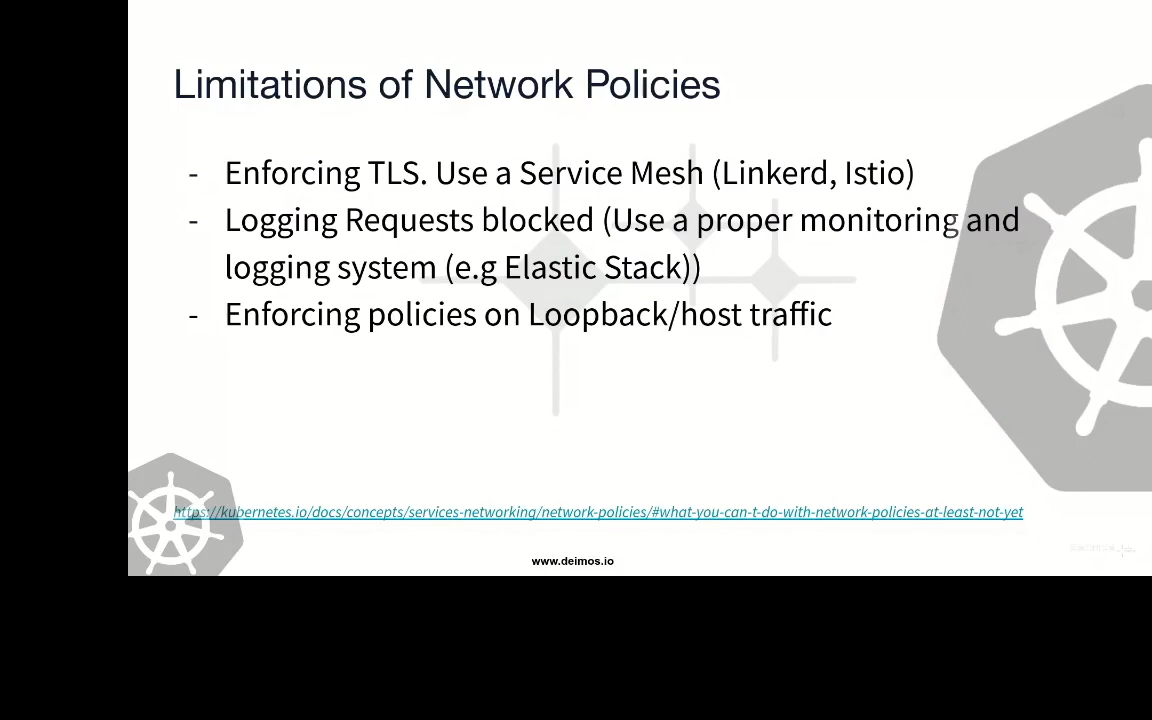 Limitations of Network Policies
- Enforcing TLS. Use a Service Mesh (Linkerd, Istio)
- Logging Requests blocked (Use a proper monitoring and
logging system (e.g Elastic Stack))
- Enforcing policies on Loopback/host traffic
https://kubernetes.io/docs/concepts/services-networking/network-policies/#what-you-can-t-do-with-network-policies-at-least-not-yet
www.deimos.io